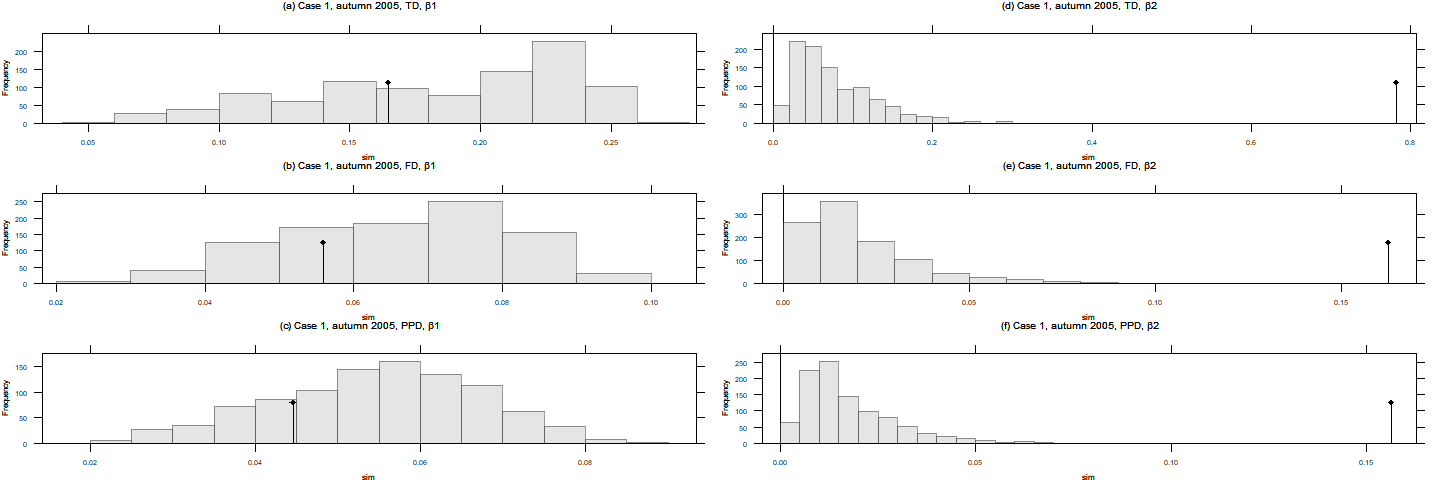 (a) Case 1, autumn 2005, TD, β1
Frequency
200
150
100
50
0
0.05 0.10 0.15 0.20 0.25
sim
(d) Case 1, autumn 2005, TD, β2
Frequency
200
150
100
50
0
0.0 0.2 0.4 0.6 0.8
sim
(b) Case 1, autumn 2005, FD, β1
Frequency
250
200
150
100
50
0
0.02 0.04 0.06 0.08 0.10
sim
(e) Case 1, autumn 2005, FD, β2
Frequency
300
200
100
0
0.00 0.05 0.10 0.15
sim
(c) Case 1, autumn 2005, PPD, β1
Frequency
150
100
50
0
0.02 0.04 0.06 0.08
sim
(f) Case 1, autumn 2005, PPD, β2
Frequency
250
200
150
100
50
0
0.00 0.05 0.10 0.15
sim